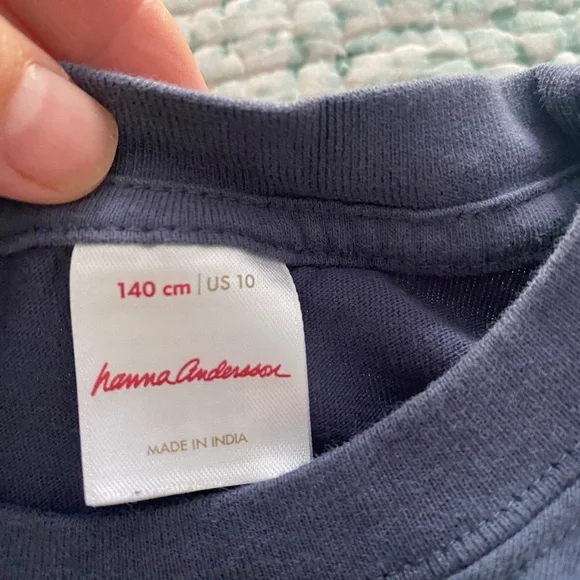 140 cm | US 10
hanna andersson
MADE IN INDIA